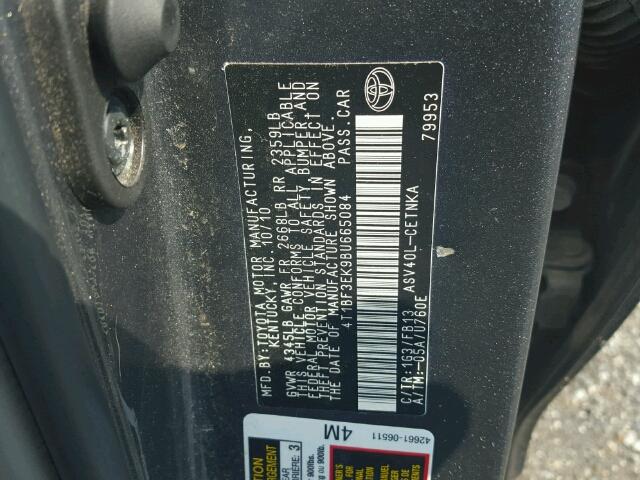 MFD. BY: TOYOTA MOTOR MANUFACTURING,
KENTUCKY, INC. 10/10
GVWR 4345LB GAWR FR 2668LB RR 2359LB
THIS VEHICLE CONFORMS TO ALL APPLICABLE
FEDERAL MOTOR VEHICLE SAFETY BUMPER, AND
THEFT PREVENTION STANDARDS IN EFFECT ON
THE DATE OF MANUFACTURE SHOWN ABOVE.
4T1BF3EK9BU665084 PASS. CAR
C/TR: 1G3/FB13 ASV40L-CETNKA
A/TM: -05A/U760E
79953
4M
42661-06511